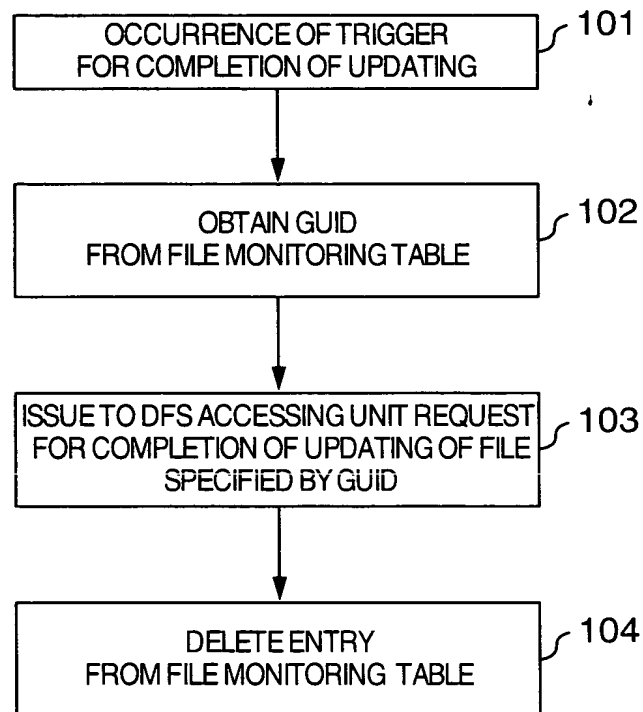 OCCURRENCE OF TRIGGER
FOR COMPLETION OF UPDATING
101
OBTAIN GUID
FROM FILE MONITORING TABLE
102
ISSUE TO DFS ACCESSING UNIT REQUEST
FOR COMPLETION OF UPDATING OF FILE
SPECIFIED BY GUID
103
DELETE ENTRY
FROM FILE MONITORING TABLE
104